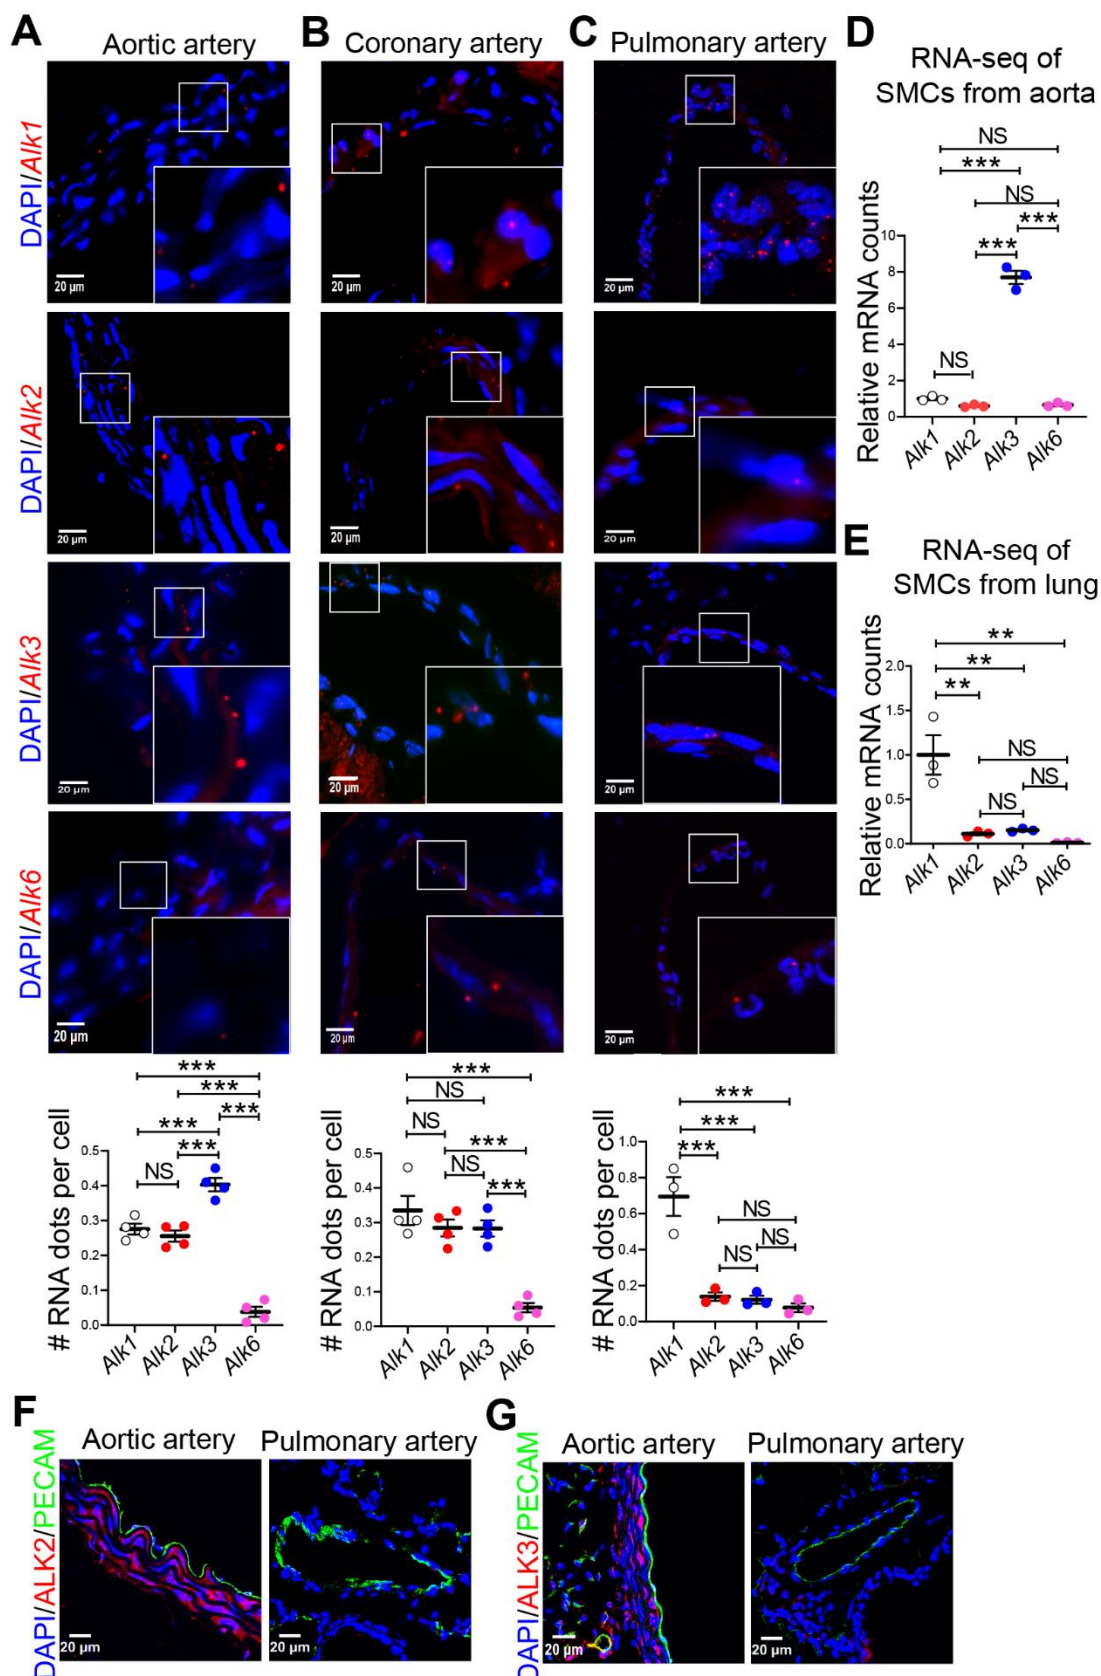 A
Aortic artery
B
Coronary artery
C
Pulmonary artery
D
RNA-seq of
SMCs from aorta
DAPI/Alk1
20 µm
20 µm
20 µm
DAPI/Alk2
20 µm
20 µm
20 µm
DAPI/Alk3
20 µm
20 µm
20 µm
DAPI/Alk6
20 µm
20 µm
20 µm
NS
***
NS
***
***
NS
Relative mRNA counts
10
8
6
4
2
0
Alk1
Alk2
Alk3
Alk6
E
RNA-seq of
SMCs from lung
**
**
**
NS
NS
NS
Relative mRNA counts
2.0
1.5
1.0
0.5
0.0
Alk1
Alk2
Alk3
Alk6
***
***
***
***
***
NS
# RNA dots per cell
0.5
0.4
0.3
0.2
0.1
0.0
Alk1
Alk2
Alk3
Alk6
***
NS
NS
***
NS
***
# RNA dots per cell
0.5
0.4
0.3
0.2
0.1
0.0
Alk1
Alk2
Alk3
Alk6
***
***
***
NS
NS
NS
# RNA dots per cell
1.0
0.8
0.6
0.4
0.2
0.0
Alk1
Alk2
Alk3
Alk6
F
Aortic artery
Pulmonary artery
DAPI/ALK2/PECAM
20 µm
20 µm
G
Aortic artery
Pulmonary artery
DAPI/ALK3/PECAM
20 µm
20 µm